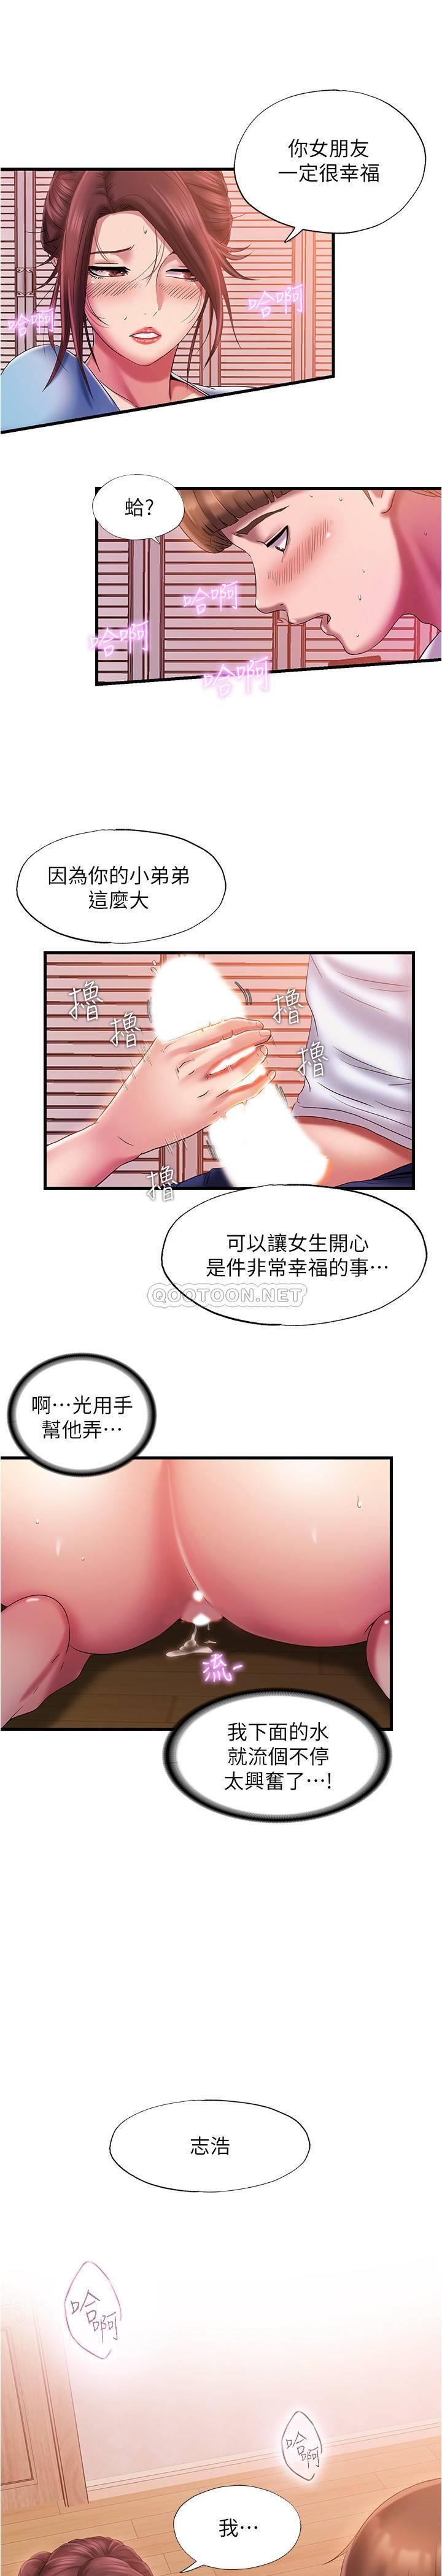 你女朋友
一定很幸福
哈啊
哈啊
蛤?
哈啊
哈啊
哈啊
因為你的小弟弟
這麼大
擼
擼
擼
擼
擼
可以讓女生開心
是件非常幸福的事⋯
QOOTOON.NET
啊⋯光用手
幫他弄⋯
流-
我下面的水
就流個不停
太興奮了⋯!
志浩
哈啊
哈啊
我⋯